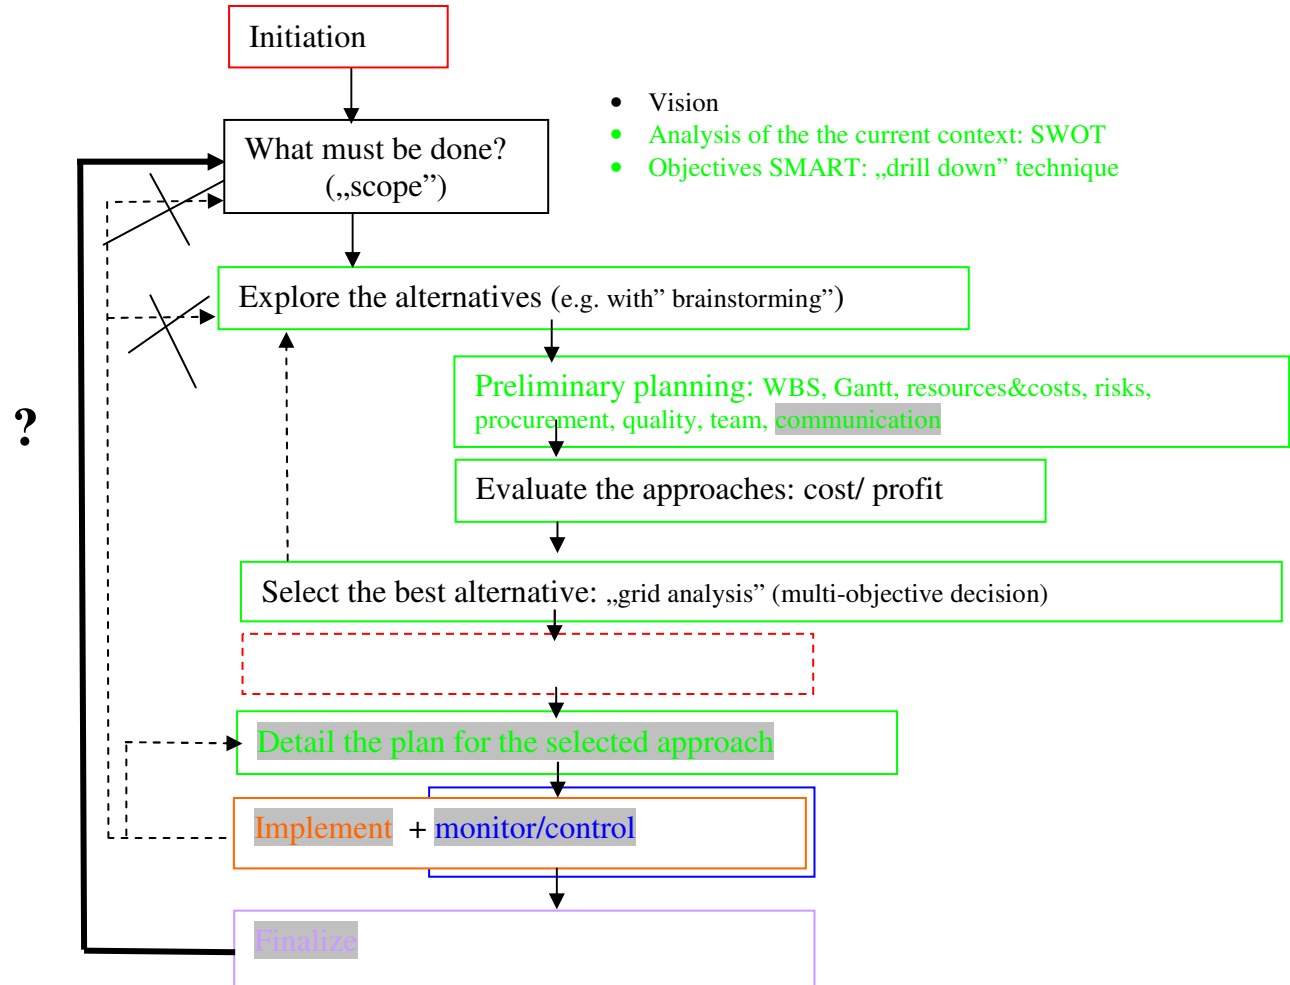 Initiation
• Vision
• Analysis of the the current context: SWOT
• Objectives SMART: „drill down” technique
What must be done?
(„scope”)
Explore the alternatives (e.g. with” brainstorming”)
Preliminary planning: WBS, Gantt, resources&costs, risks,
procurement, quality, team, communication
?
Evaluate the approaches: cost/ profit
Select the best alternative: „grid analysis” (multi-objective decision)
Detail the plan for the selected approach
Implement + monitor/control
Finalize